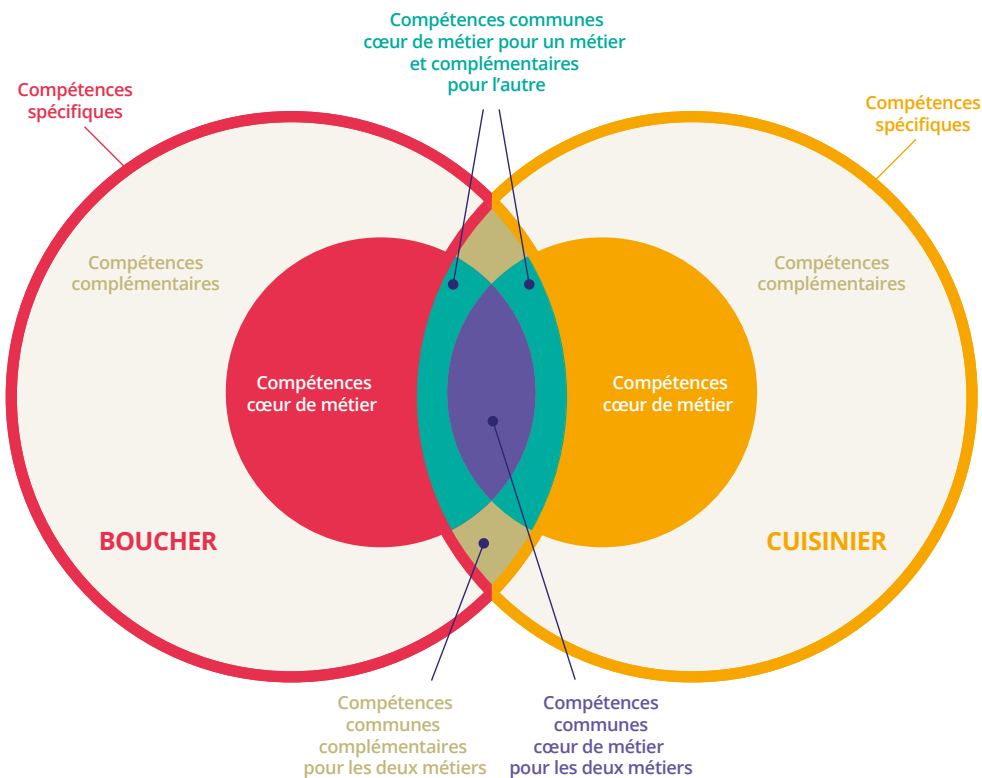 Compétences communes
cœur de métier pour un métier
et complémentaires
pour l'autre
Compétences
spécifiques
Compétences
spécifiques
Compétences
complémentaires
Compétences
complémentaires
Compétences
cœur de métier
Compétences
cœur de métier
BOUCHER
CUISINIER
Compétences
communes
complémentaires
pour les deux métiers
Compétences
communes
cœur de métier
pour les deux métiers